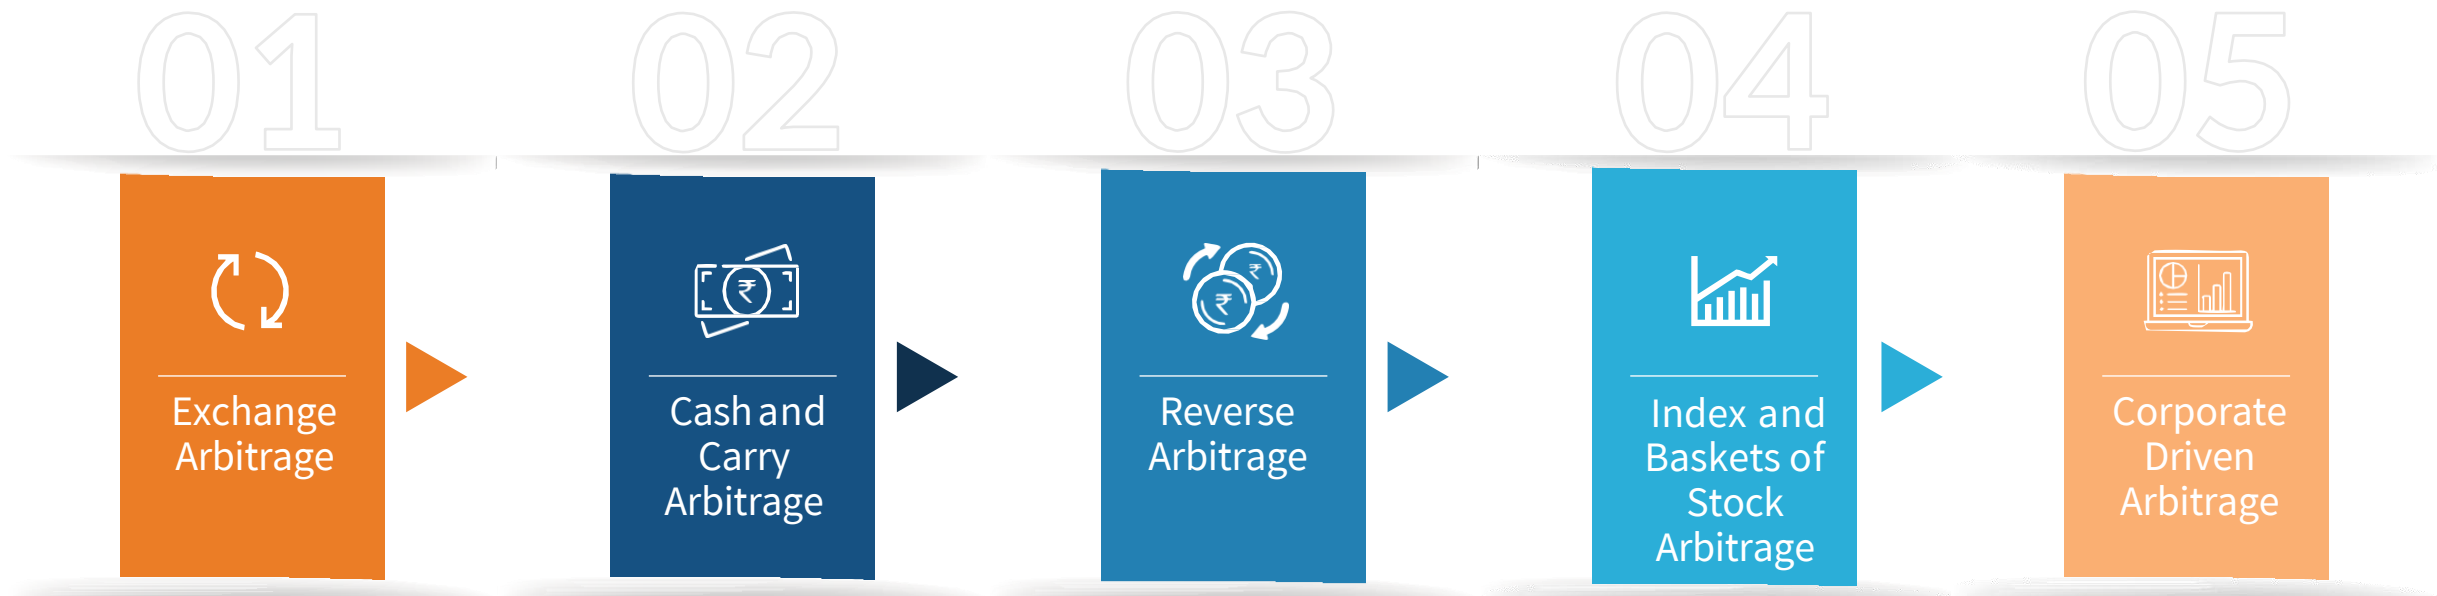 01
02
03
04
05
Exchange
Arbitrage
Cash and
Carry
Arbitrage
Reverse
Arbitrage
Index and
Baskets of
Stock
Arbitrage
Corporate
Driven
Arbitrage